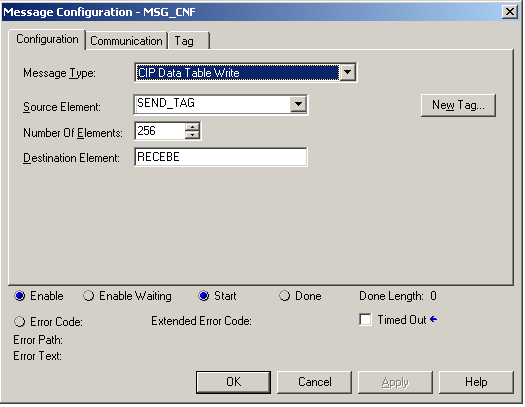 Message Configuration - MSG_CNF
Configuration Communication Tag
Message Type: CIP Data Table Write
Source Element: SEND_TAG New Tag...
Number Of Elements: 256
Destination Element: RECEBE
Enable Enable Waiting Start Done Done Length: 0
Error Code: Extended Error Code: Timed Out
Error Path:
Error Text:
OK Cancel Apply Help